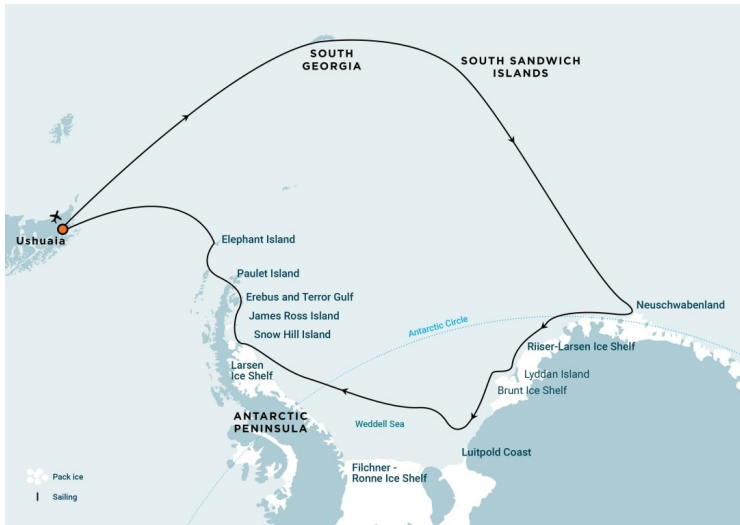 SOUTH
GEORGIA
SOUTH SANDWICH
ISLANDS
Ushuaia
Elephant Island
Paulet Island
Erebus and Terror Gulf
James Ross Island
Snow Hill Island
Larsen
Ice Shelf
Antarctic Circle
Neuschwabenland
Riiser-Larsen Ice Shelf
Lyddan Island
Brunt Ice Shelf
ANTARCTIC
PENINSULA
Weddell Sea
Luitpold Coast
Filchner -
Ronne Ice Shelf
Pack ice
Sailing